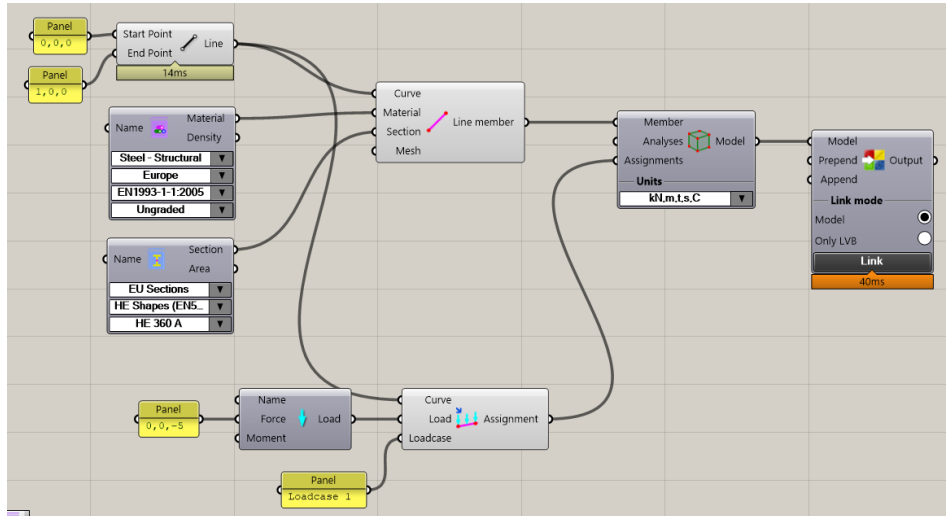 Panel
0,0,0
Start Point
Line
End Point
14ms
Panel
1,0,0
Curve
Material
Line member
Section
Mesh
Material
Name
Density
Steel - Structural
Europe
EN1993-1-1:2005
Ungraded
Member
Analyses
Model
Assignments
Units
kN,m,t,s,C
Model
Prepend
Output
Append
Link mode
Model
Only LVB
Link
40ms
Section
Name
Area
EU Sections
HE Shapes (EN5...
HE 360 A
Panel
0,0,-5
Name
Force
Load
Moment
Curve
Load
Assignment
Loadcase
Panel
Loadcase 1